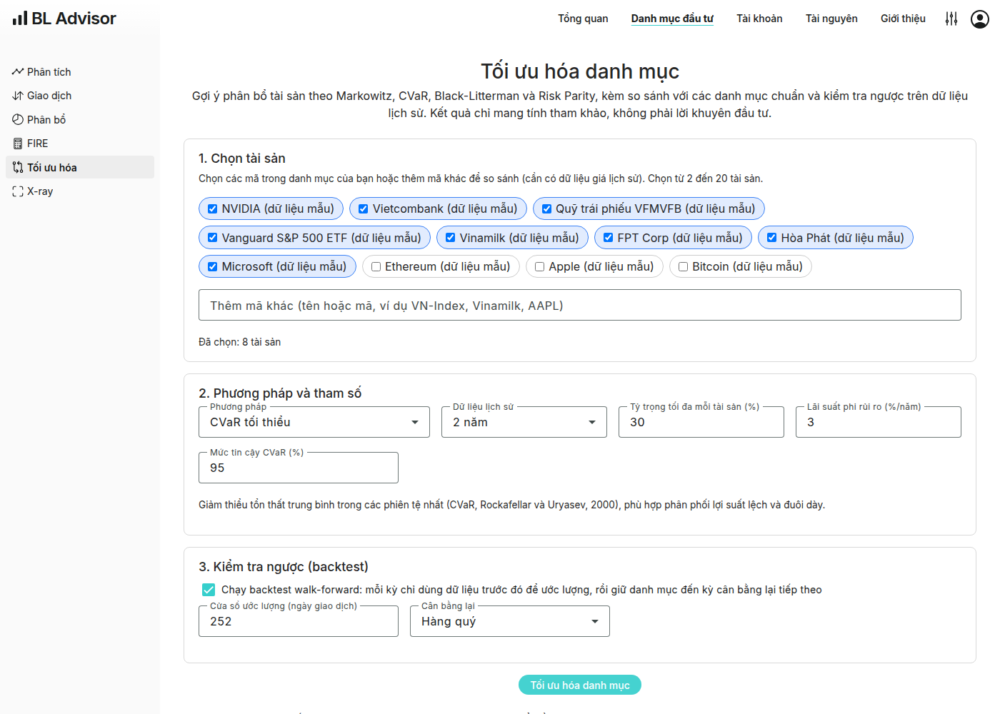 BL Advisor
Tổng quan
Danh mục đầu tư
Tài khoản
Tài nguyên
Giới thiệu
Phân tích
Giao dịch
Phân bổ
FIRE
Tối ưu hóa
X-ray
Tối ưu hóa danh mục
Gợi ý phân bổ tài sản theo Markowitz, CVaR, Black-Litterman và Risk Parity, kèm so sánh với các danh mục chuẩn và kiểm tra ngược trên dữ liệu
lịch sử. Kết quả chỉ mang tính tham khảo, không phải lời khuyên đầu tư.
1. Chọn tài sản
Chọn các mã trong danh mục của bạn hoặc thêm mã khác để so sánh (cần có dữ liệu giá lịch sử). Chọn từ 2 đến 20 tài sản.
NVIDIA (dữ liệu mẫu)
Vietcombank (dữ liệu mẫu)
Quỹ trái phiếu VFMVFB (dữ liệu mẫu)
Vanguard S&P 500 ETF (dữ liệu mẫu)
Vinamilk (dữ liệu mẫu)
FPT Corp (dữ liệu mẫu)
Hòa Phát (dữ liệu mẫu)
Microsoft (dữ liệu mẫu)
Ethereum (dữ liệu mẫu)
Apple (dữ liệu mẫu)
Bitcoin (dữ liệu mẫu)
Thêm mã khác (tên hoặc mã, ví dụ VN-Index, Vinamilk, AAPL)
Đã chọn: 8 tài sản
2. Phương pháp và tham số
Phương pháp
CVaR tối thiểu
Dữ liệu lịch sử
2 năm
Tỷ trọng tối đa mỗi tài sản (%)
30
Lãi suất phi rủi ro (%/năm)
3
Mức tin cậy CVaR (%)
95
Giảm thiểu tổn thất trung bình trong các phiên tệ nhất (CVaR, Rockafellar và Uryasev, 2000), phù hợp phân phối lợi suất lệch và đuôi dày.
3. Kiểm tra ngược (backtest)
Chạy backtest walk-forward: mỗi kỳ chỉ dùng dữ liệu trước đó để ước lượng, rồi giữ danh mục đến kỳ cân bằng lại tiếp theo
Cửa sổ ước lượng (ngày giao dịch)
252
Cân bằng lại
Hàng quý
Tối ưu hóa danh mục